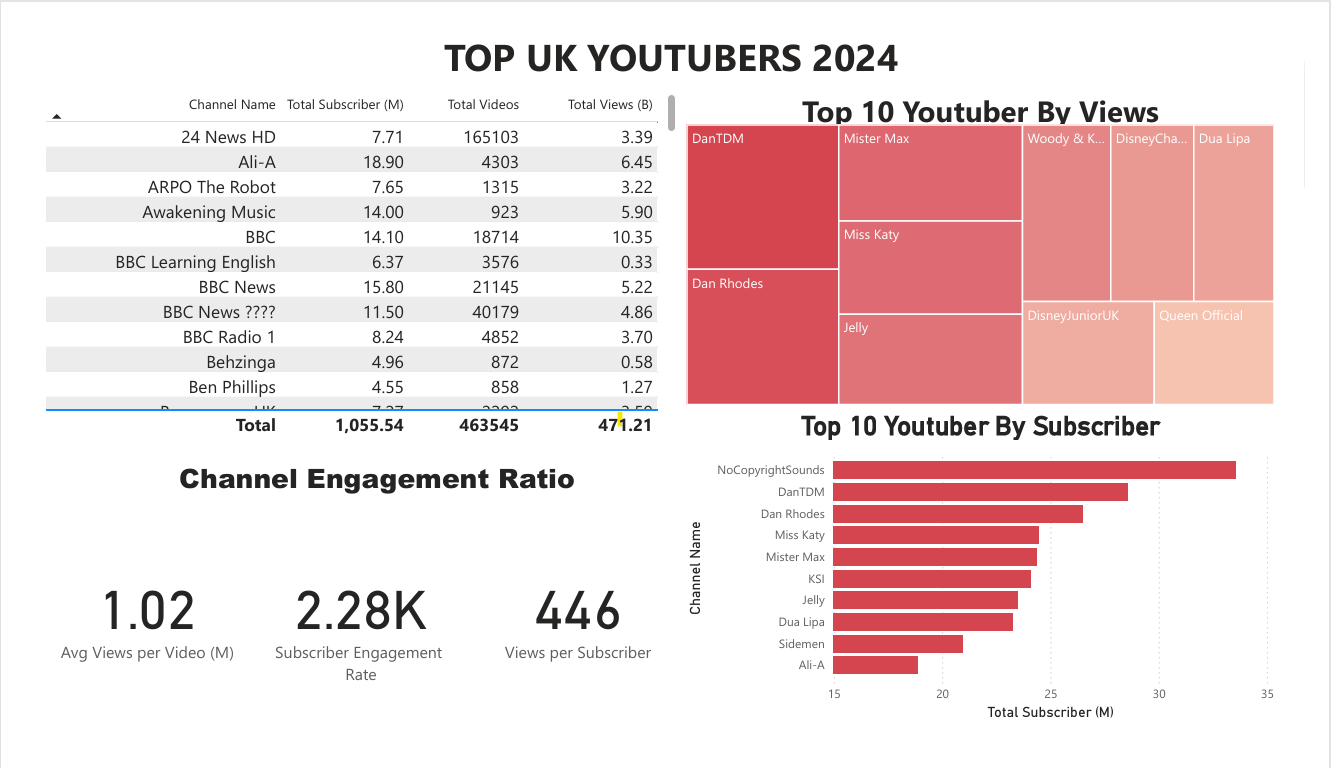 TOP UK YOUTUBERS 2024
Channel Name Total Subscriber (M) Total Videos Total Views (B)
24 News HD 7.71 165103 3.39
Ali-A 18.90 4303 6.45
ARPO The Robot 7.65 1315 3.22
Awakening Music 14.00 923 5.90
BBC 14.10 18714 10.35
BBC Learning English 6.37 3576 0.33
BBC News 15.80 21145 5.22
BBC News ???? 11.50 40179 4.86
BBC Radio 1 8.24 4852 3.70
Behzinga 4.96 872 0.58
Ben Phillips 4.55 858 1.27
Total 1,055.54 463545 471.21
Channel Engagement Ratio
1.02
Avg Views per Video (M)
2.28K
Subscriber Engagement
Rate
446
Views per Subscriber
Top 10 Youtuber By Views
DanTDM
Dan Rhodes
Mister Max
Miss Katy
Jelly
Woody & K...
DisneyCha...
Dua Lipa
DisneyJuniorUK
Queen Official
Top 10 Youtuber By Subscriber
Channel Name
NoCopyrightSounds
DanTDM
Dan Rhodes
Miss Katy
Mister Max
KSI
Jelly
Dua Lipa
Sidemen
Ali-A
15 20 25 30 35
Total Subscriber (M)